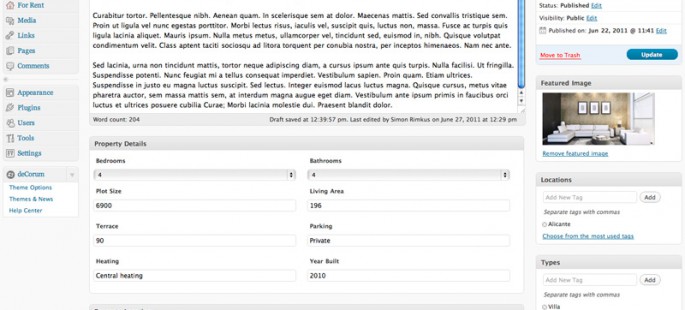 For Rent
Media
Links
Pages
Comments
Appearance
Plugins
Users
Tools
Settings
deCorum
Theme Options
Themes & News
Help Center
Curabitur tortor. Pellentesque nibh. Aenean quam. In scelerisque sem at dolor. Maecenas mattis. Sed convallis tristique sem.
Proin ut ligula vel nunc egestas porttitor. Morbi lectus risus, iaculis vel, suscipit quis, luctus non, massa. Fusce ac turpis quis
ligula lacinia aliquet. Mauris ipsum. Nulla metus metus, ullamcorper vel, tincidunt sed, euismod in, nibh. Quisque volutpat
condimentum velit. Class aptent taciti sociosqu ad litora torquent per conubia nostra, per inceptos himenaeos. Nam nec ante.
Sed lacinia, urna non tincidunt mattis, tortor neque adipiscing diam, a cursus ipsum ante quis turpis. Nulla facilisi. Ut fringilla.
Suspendisse potenti. Nunc feugiat mi a tellus consequat imperdiet. Vestibulum sapien. Proin quam. Etiam ultrices.
Suspendisse in justo eu magna luctus suscipit. Sed lectus. Integer euismod lacus luctus magna. Quisque cursus, metus vitae
pharetra auctor, sem massa mattis sem, at interdum magna augue eget diam. Vestibulum ante ipsum primis in faucibus orci
luctus et ultrices posuere cubilia Curae; Morbi lacinia molestie dui. Praesent blandit dolor.
Word count: 204
Draft saved at 12:39:57 pm. Last edited by Simon Rimkus on June 27, 2011 at 12:29 pm
Property Details
Bedrooms
Bathrooms
4
4
Plot Size
Living Area
6900
196
Terrace
Parking
90
Private
Heating
Year Built
Central heating
2010
Status: Published Edit
Visibility: Public Edit
Published on: Jun 22, 2011 @ 11:41 Edit
Move to Trash
Update
Featured Image
Remove featured image
Locations
Add New Tag
Add
Separate tags with commas
Alicante
Choose from the most used tags
Types
Add New Tag
Add
Separate tags with commas
Villa